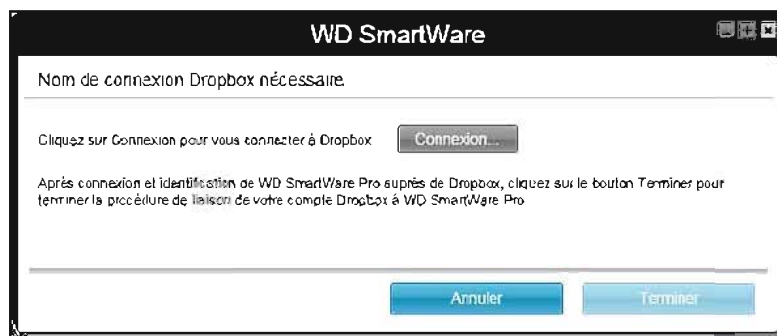 WD SmartWare
Nom de connexion Dropbox nécessaire
Cliquez sur Connexion pour vous connecter à Dropbox
Connexion...
Après connexion et identification de WD SmartWare Pro auprès de Dropbox, cliquez sur le bouton Terminer pour
terminer la procédure de liaison de votre compte Dropbox à WD SmartWare Pro
Annuler
Terminer